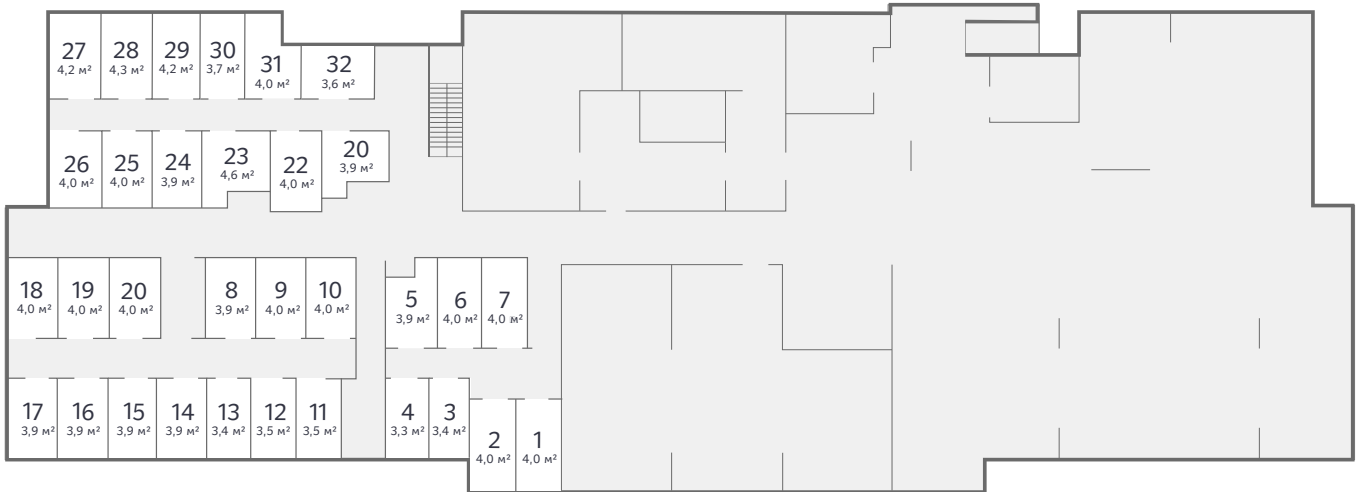 27
4,2 м²
28
4,3 м²
29
4,2 м²
30
3,7 м²
31
4,0 м²
32
3,6 м²
26
4,0 м²
25
4,0 м²
24
3,9 м²
23
4,6 м²
22
4,0 м²
20
3,9 м²
18
4,0 м²
19
4,0 м²
20
4,0 м²
8
3,9 м²
9
4,0 м²
10
4,0 м²
5
3,9 м²
6
4,0 м²
7
4,0 м²
17
3,9 м²
16
3,9 м²
15
3,9 м²
14
3,9 м²
13
3,4 м²
12
3,5 м²
11
3,5 м²
4
3,3 м²
3
3,4 м²
2
4,0 м²
1
4,0 м²